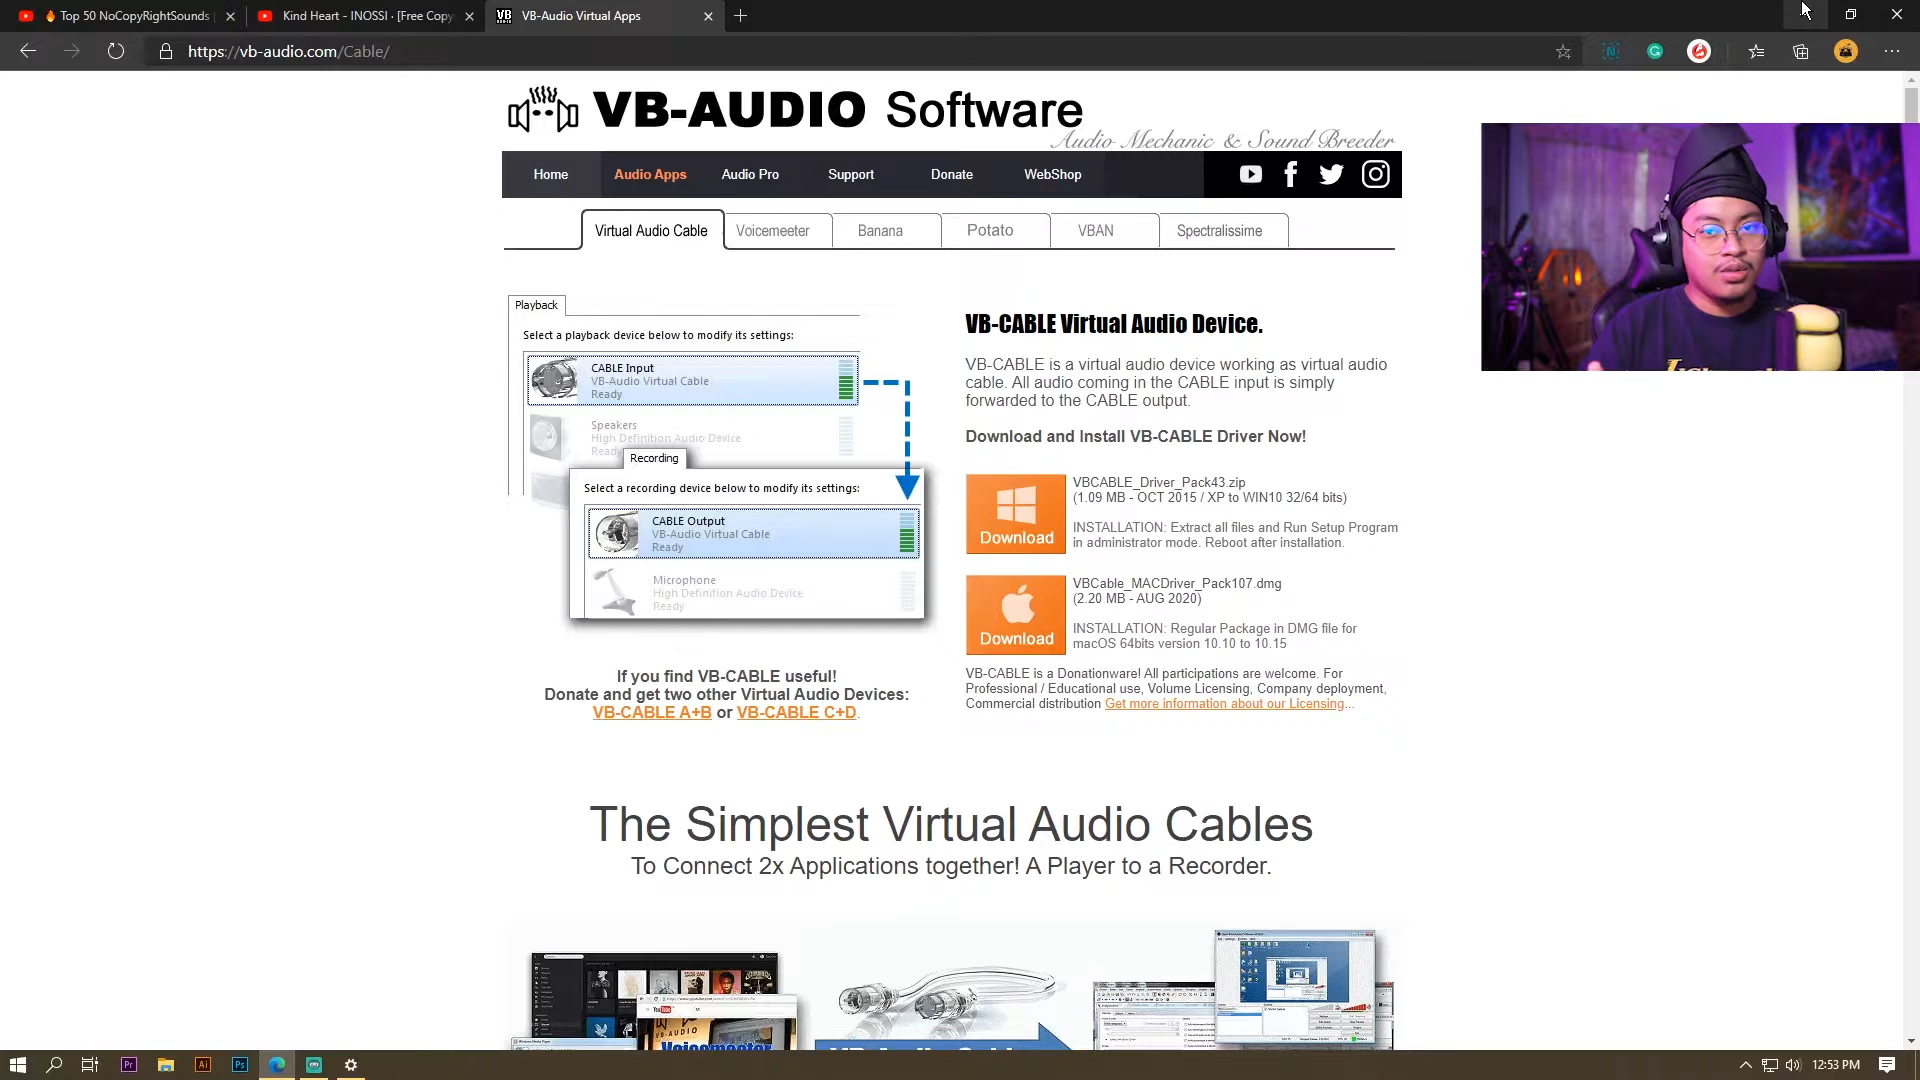 🔥 Top 50 NoCopyRightSounds
Kind Heart - INOSSI · [Free Copy
VB-Audio Virtual Apps
https://vb-audio.com/Cable/
VB-AUDIO Software
Audio Mechanic & Sound Breeder
Home Audio Apps Audio Pro Support Donate WebShop
Virtual Audio Cable Voicemeeter Banana Potato VBAN Spectralissime
Playback
Select a playback device below to modify its settings:
CABLE Input
VB-Audio Virtual Cable
Ready
Speakers
High Definition Audio Device
Ready
Recording
Select a recording device below to modify its settings:
CABLE Output
VB-Audio Virtual Cable
Ready
Microphone
High Definition Audio Device
Ready
If you find VB-CABLE useful!
Donate and get two other Virtual Audio Devices:
VB-CABLE A+B or VB-CABLE C+D.
VB-CABLE Virtual Audio Device.
VB-CABLE is a virtual audio device working as virtual audio
cable. All audio coming in the CABLE input is simply
forwarded to the CABLE output.
Download and Install VB-CABLE Driver Now!
Download
VBCABLE_Driver_Pack43.zip
(1.09 MB - OCT 2015 / XP to WIN10 32/64 bits)
INSTALLATION: Extract all files and Run Setup Program
in administrator mode. Reboot after installation.
Download
VBCable_MACDriver_Pack107.dmg
(2.20 MB - AUG 2020)
INSTALLATION: Regular Package in DMG file for
macOS 64bits version 10.10 to 10.15
VB-CABLE is a Donationware! All participations are welcome. For
Professional / Educational use, Volume Licensing, Company deployment,
Commercial distribution Get more information about our Licensing...
The Simplest Virtual Audio Cables
To Connect 2x Applications together! A Player to a Recorder.
Pr
Ai
Ps
12:53 PM